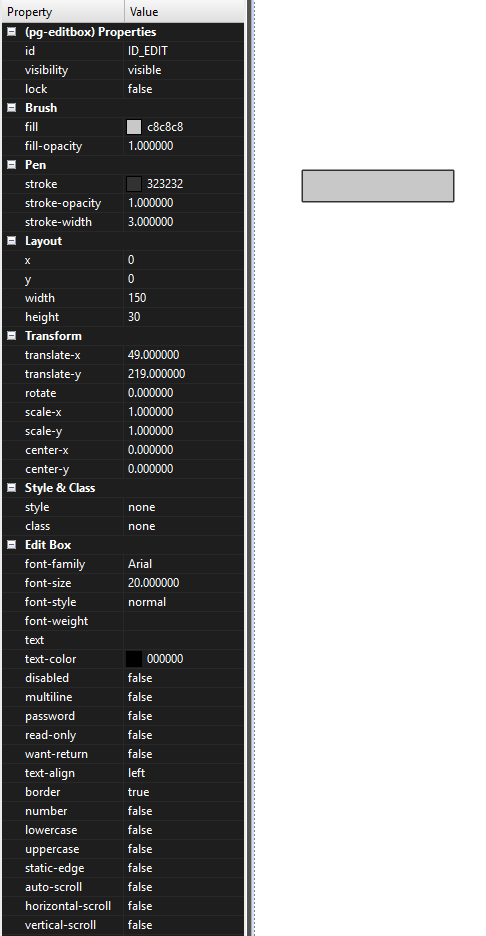 Property Value
(pg-editbox) Properties
id ID_EDIT
visibility visible
lock false
Brush
fill c8c8c8
fill-opacity 1.000000
Pen
stroke 323232
stroke-opacity 1.000000
stroke-width 3.000000
Layout
x 0
y 0
width 150
height 30
Transform
translate-x 49.000000
translate-y 219.000000
rotate 0.000000
scale-x 1.000000
scale-y 1.000000
center-x 0.000000
center-y 0.000000
Style & Class
style none
class none
Edit Box
font-family Arial
font-size 20.000000
font-style normal
font-weight
text
text-color 000000
disabled false
multiline false
password false
read-only false
want-return false
text-align left
border true
number false
lowercase false
uppercase false
static-edge false
auto-scroll false
horizontal-scroll false
vertical-scroll false